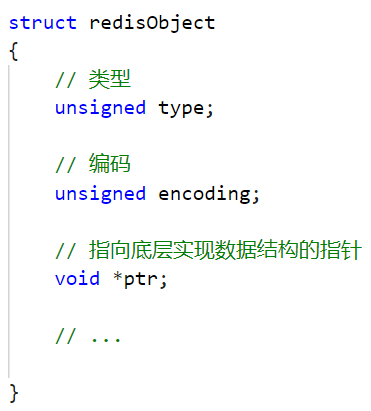 struct redisObject
{
// 类型
unsigned type;
// 编码
unsigned encoding;
// 指向底层实现数据结构的指针
void *ptr;
// ...
}